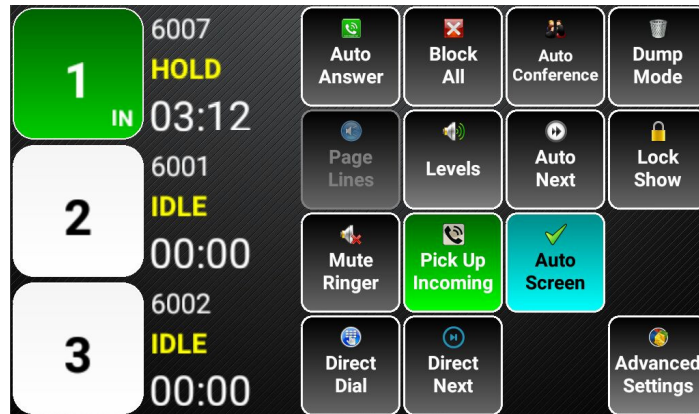 1
IN
6007
HOLD
03:12
2
6001
IDLE
00:00
3
6002
IDLE
00:00
Auto
Answer
Block
All
Auto
Conference
Dump
Mode
Page
Lines
Levels
Auto
Next
Lock
Show
Mute
Ringer
Pick Up
Incoming
Auto
Screen
Direct
Dial
Direct
Next
Advanced
Settings